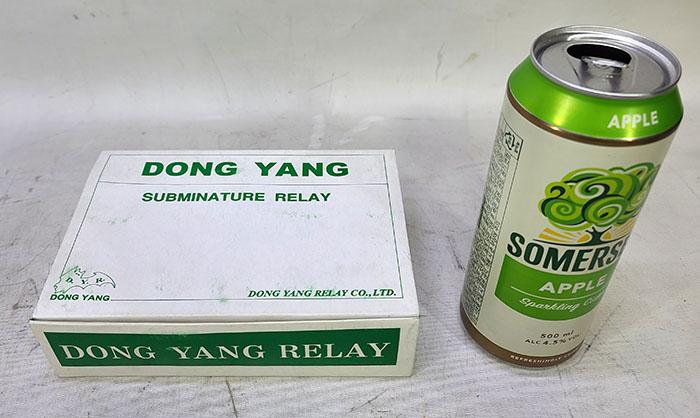 DONG YANG
SUBMINATURE RELAY
D.Y.R
DONG YANG
DONG YANG RELAY CO., LTD.
DONG YANG RELAY
APPLE
SOMERS
APPLE
Sparkling
500 ml
ALC 4.5% VOL
REFRESHINGLY